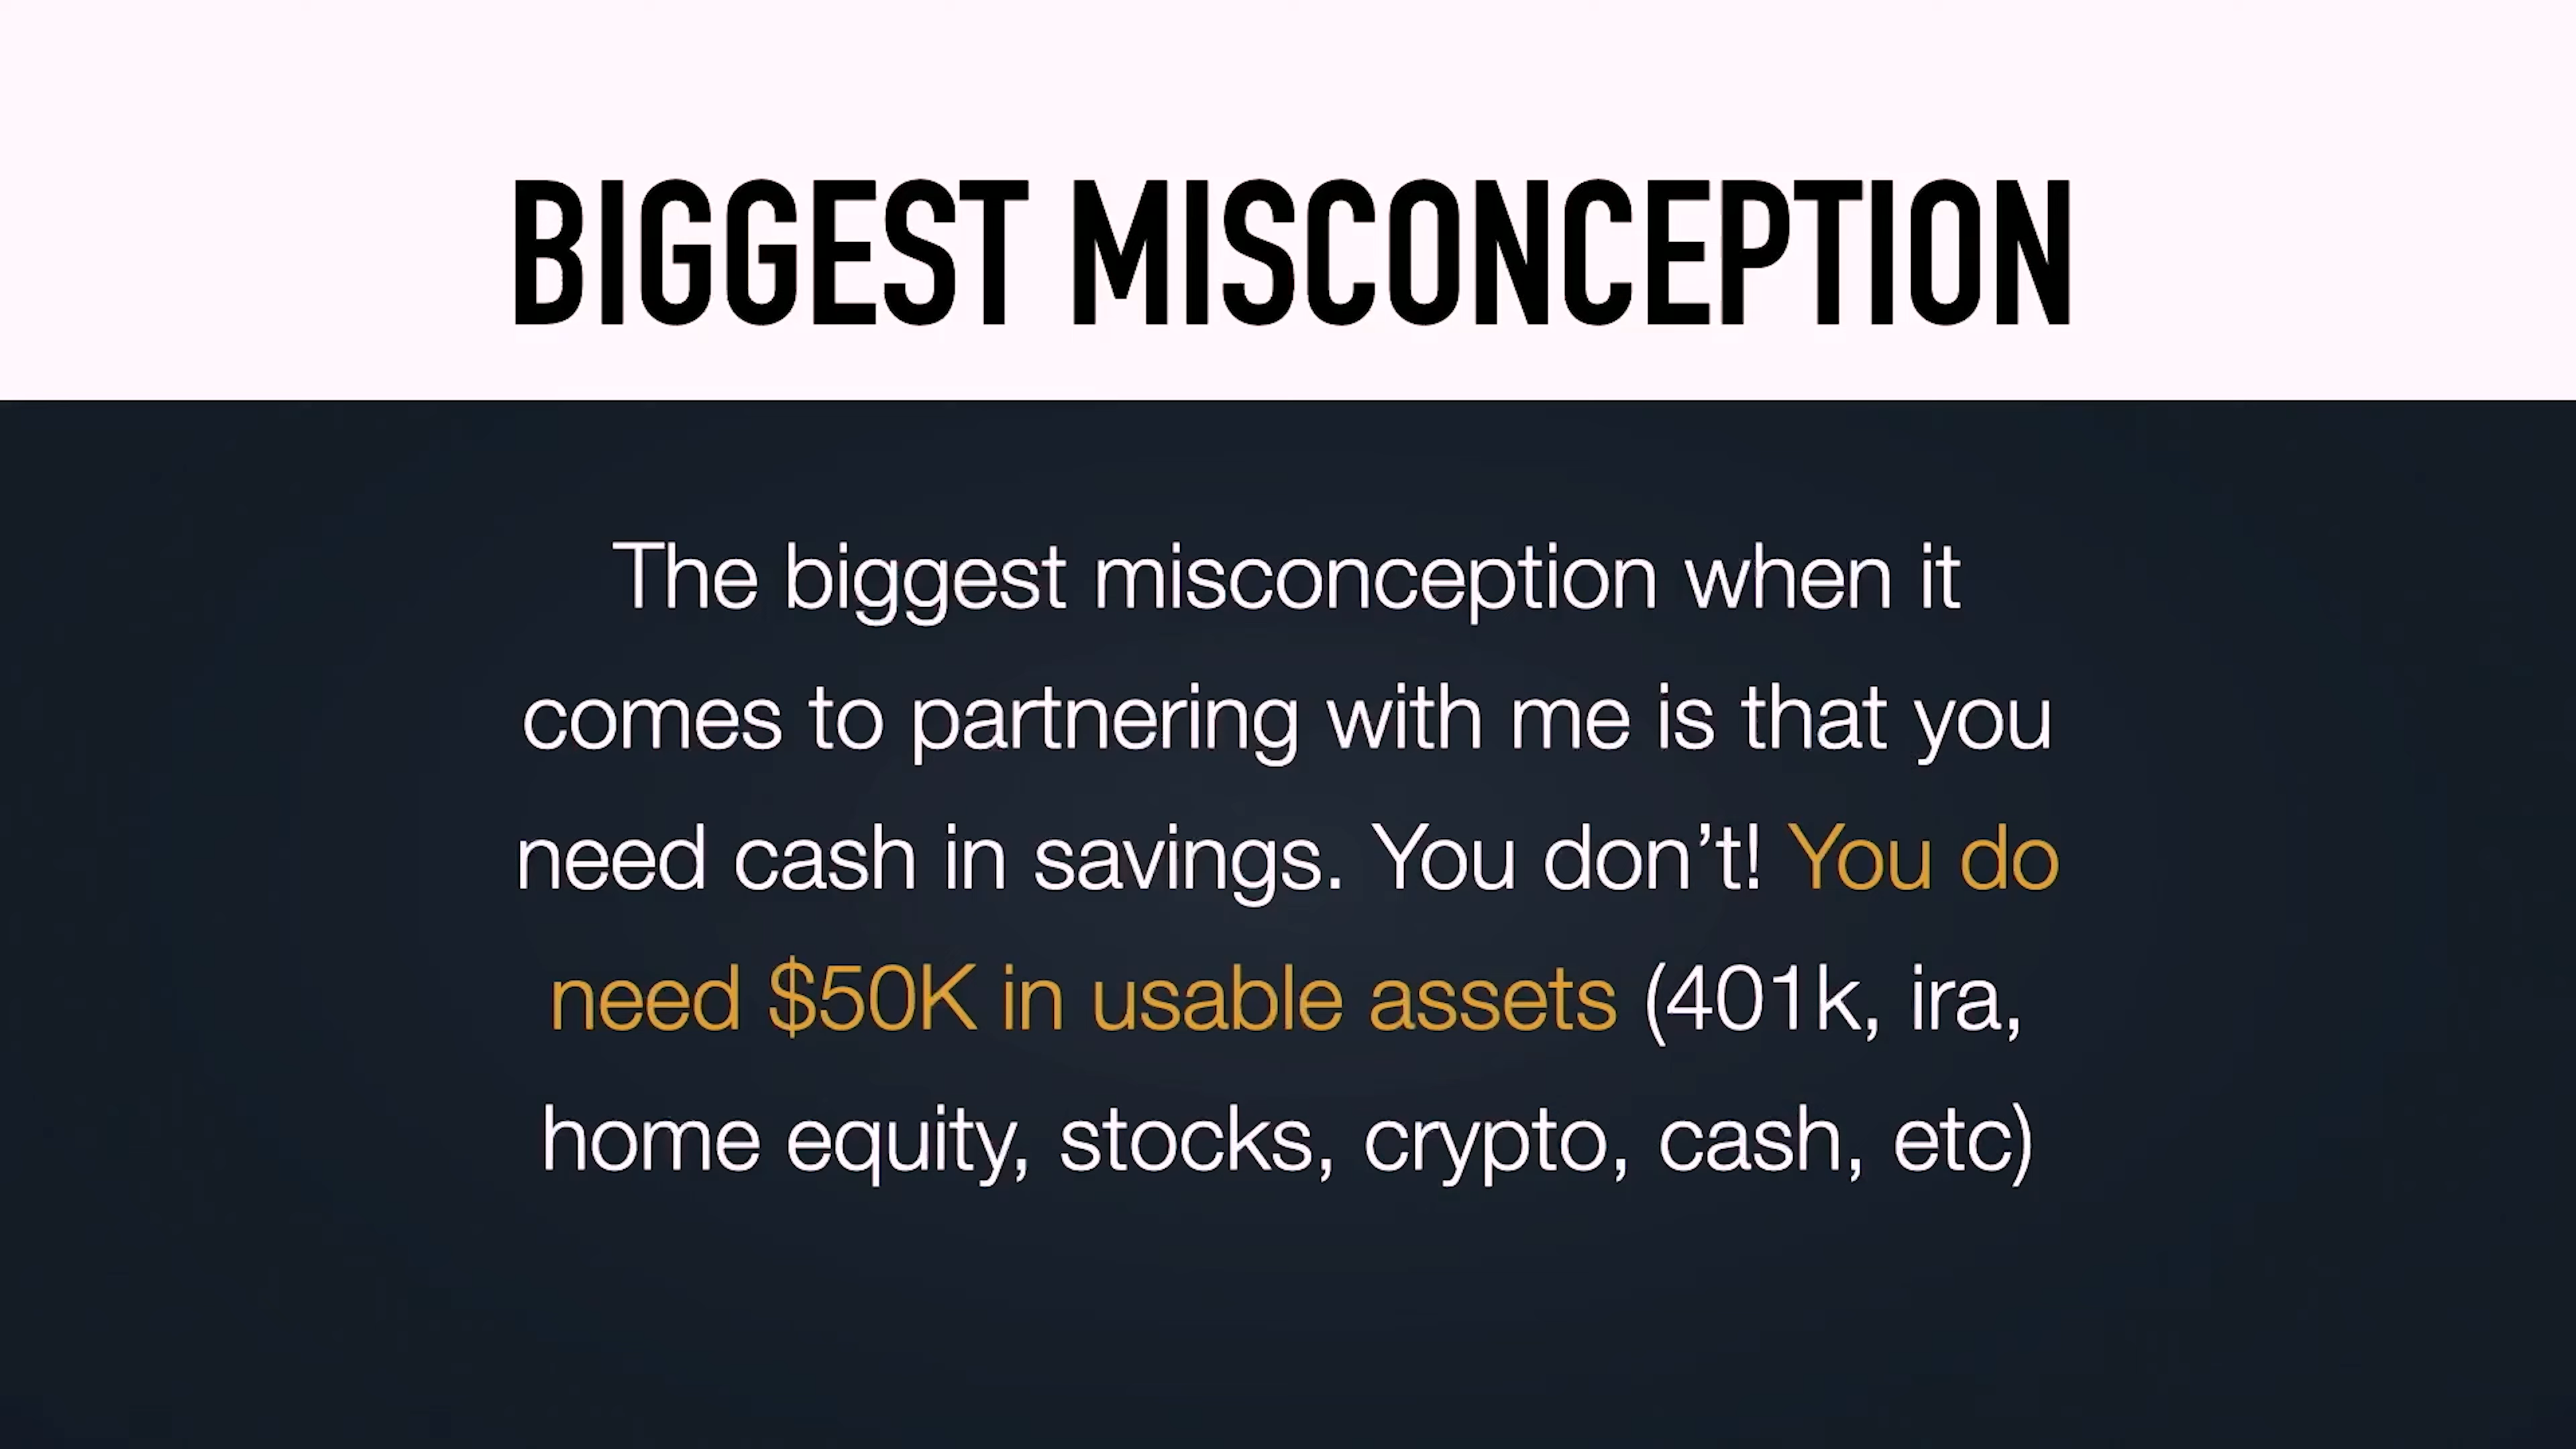 BIGGEST MISCONCEPTION
The biggest misconception when it
comes to partnering with me is that you
need cash in savings. You don’t! You do
need $50K in usable assets (401k, ira,
home equity, stocks, crypto, cash, etc)